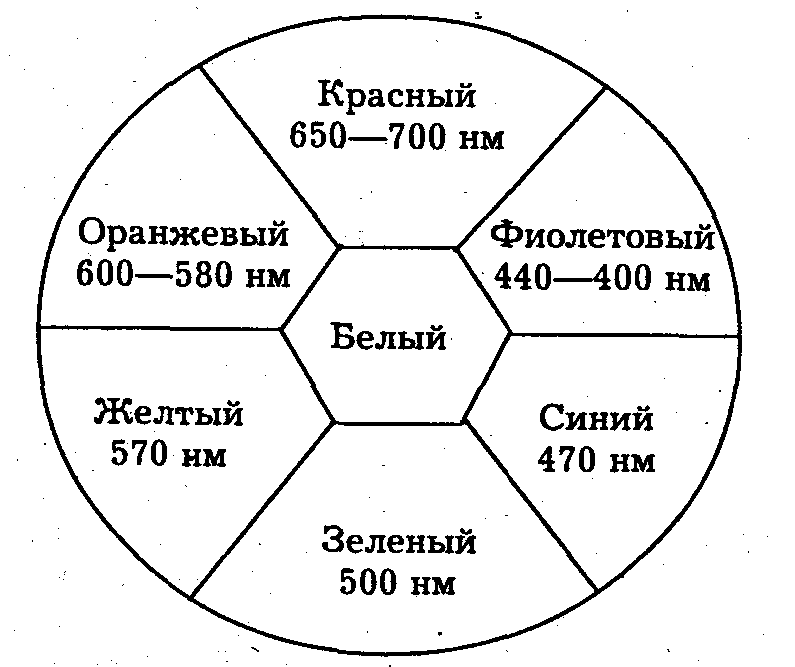 Красный
650—700 нм
Оранжевый
600—580 нм
Фиолетовый
440—400 нм
Белый
Желтый
570 нм
Синий
470 нм
Зеленый
500 нм